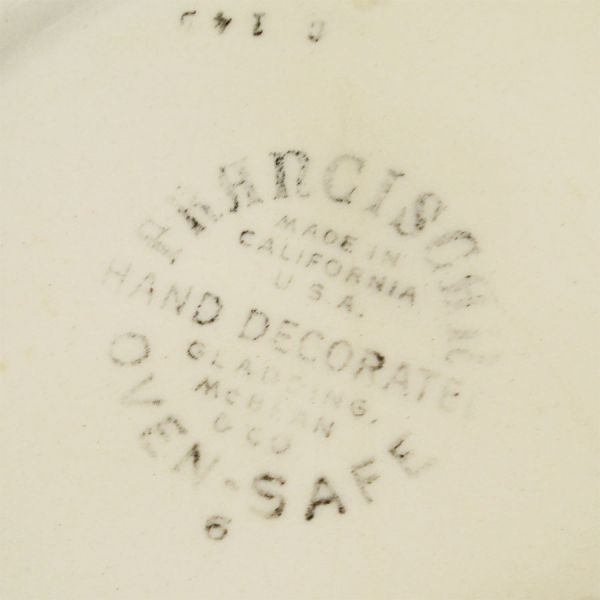 FRANCISCAN
MADE IN
CALIFORNIA
U S A.
HAND DECORATED
GLADDING,
McBEAN
& CO
OVEN-SAFE
6